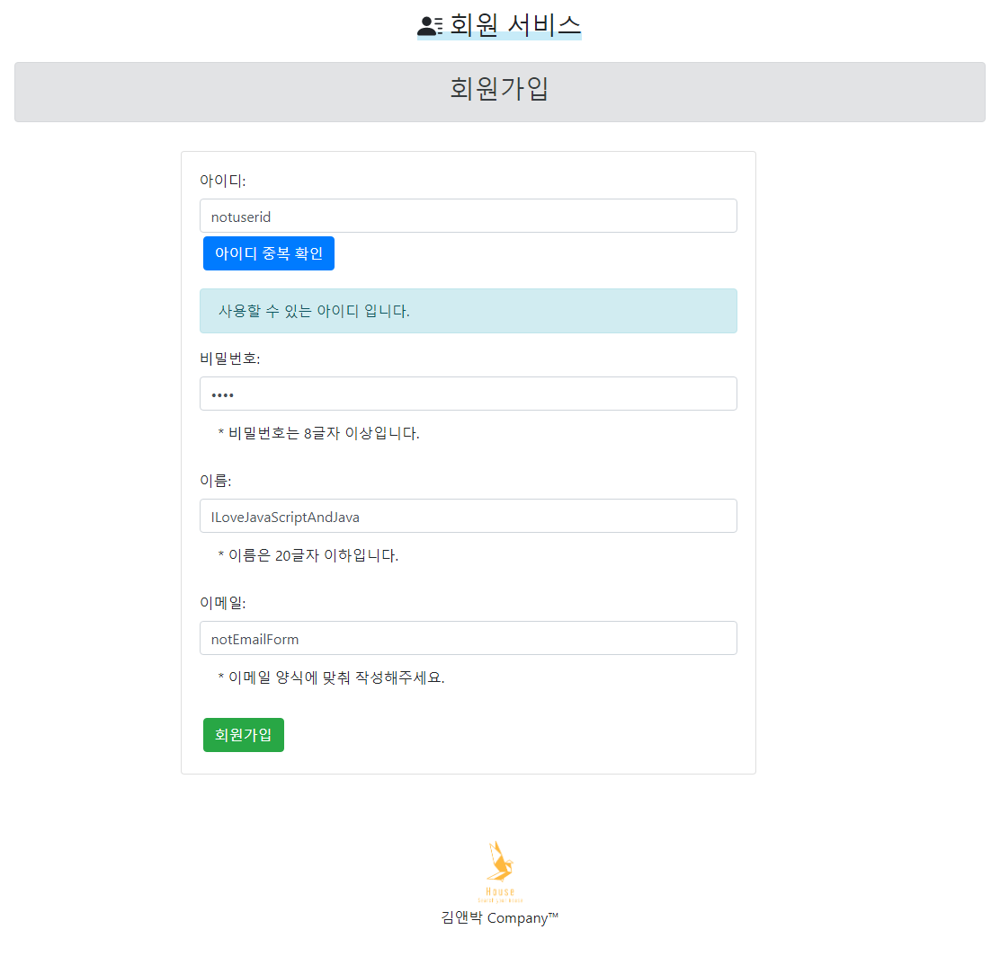 회원 서비스
회원가입
아이디:
notuserid
아이디 중복 확인
사용할 수 있는 아이디 입니다.
비밀번호:
••••
* 비밀번호는 8글자 이상입니다.
이름:
ILoveJavaScriptAndJava
* 이름은 20글자 이하입니다.
이메일:
notEmailForm
* 이메일 양식에 맞춰 작성해주세요.
회원가입
House
김앤박 Company™